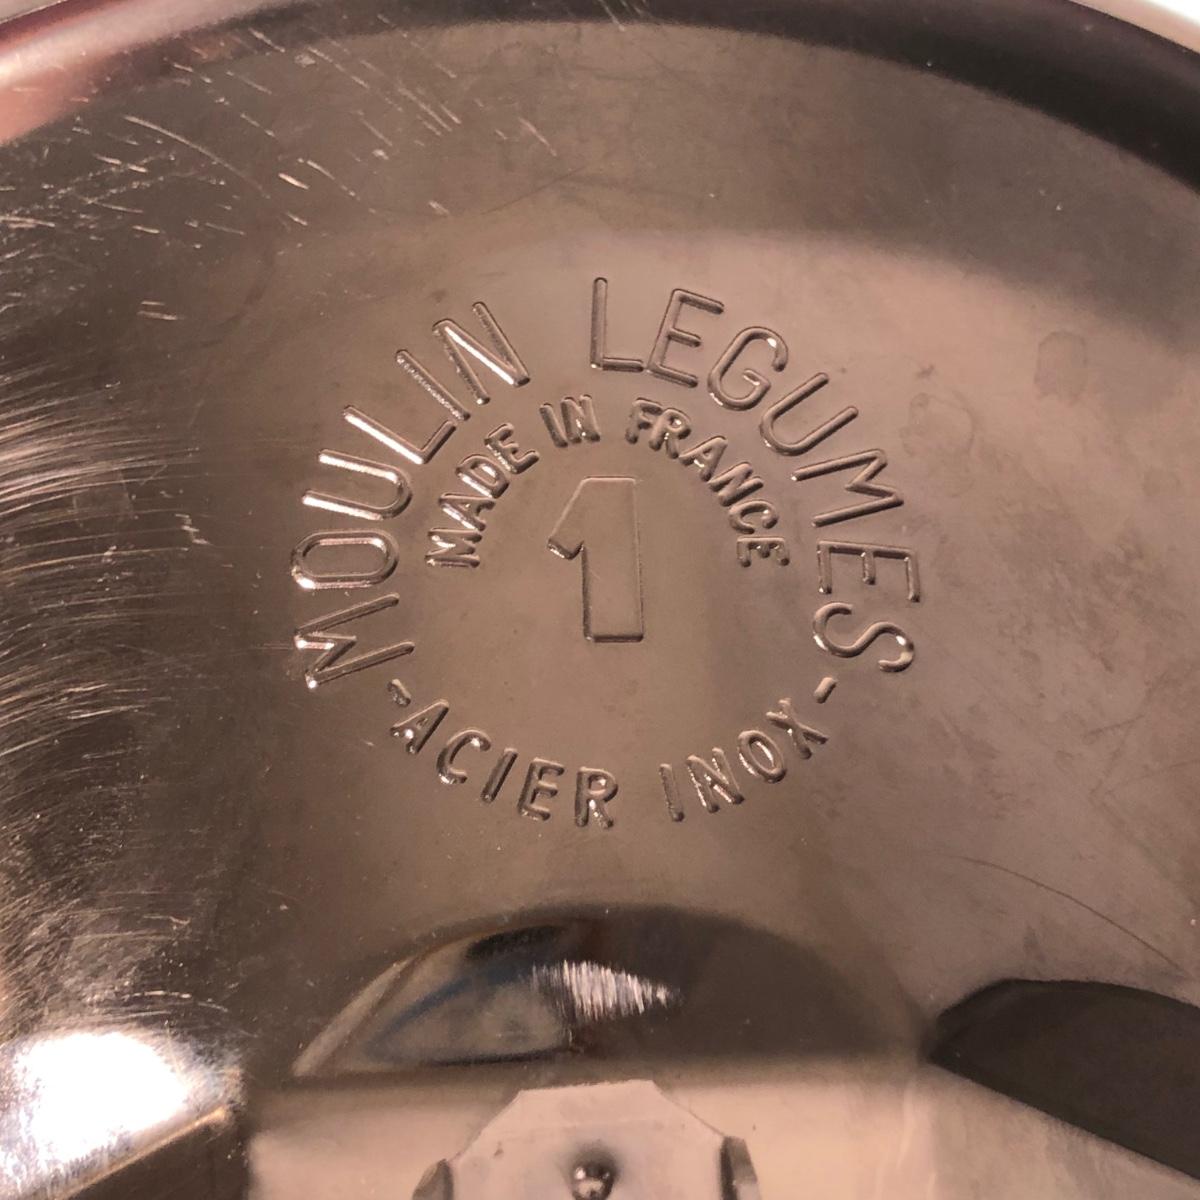 MOULIN LEGUMES
MADE IN FRANCE
1
-ACIER INOX-